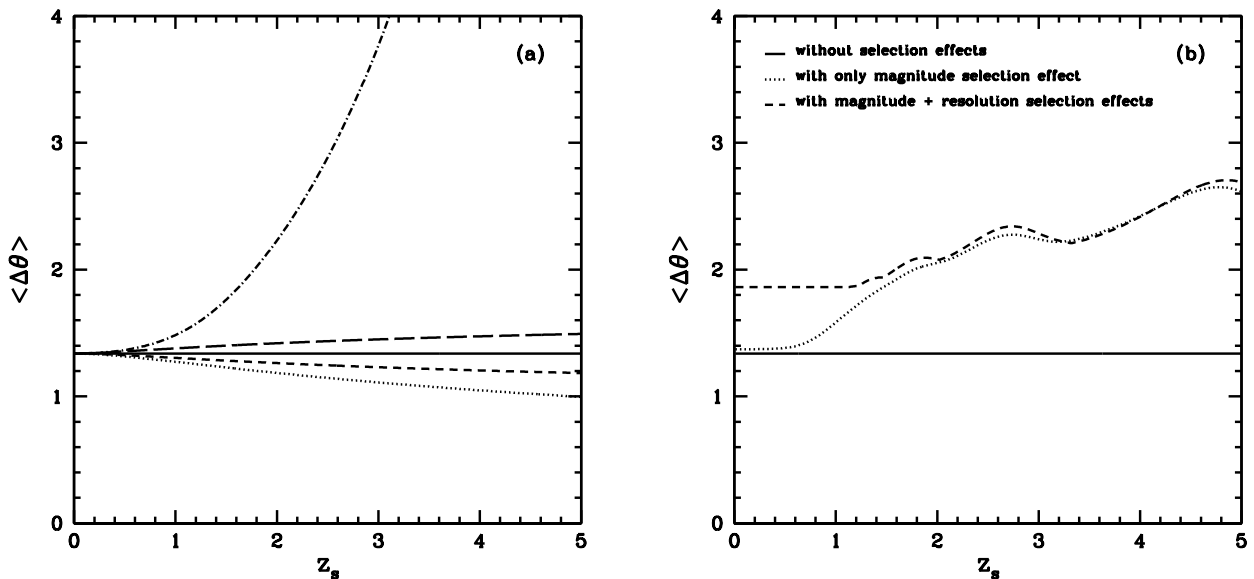 4
3
2
1
0
<Δθ>
(a)
0 1 2 3 4 5
z_s
4
3
2
1
0
<Δθ>
(b)
without selection effects
with only magnitude selection effect
with magnitude + resolution selection effects
0 1 2 3 4 5
z_s